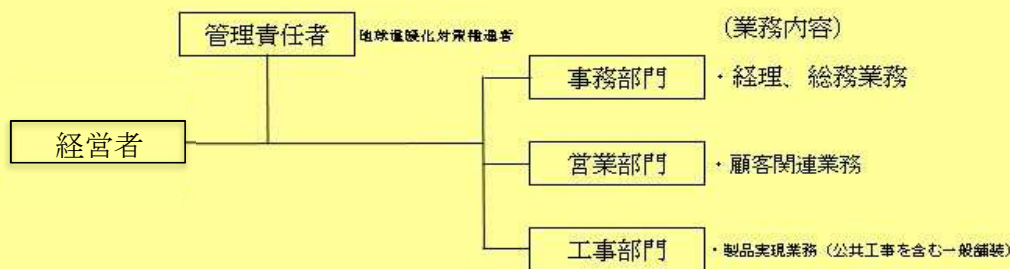 管理責任者 地球温暖化対策推進者
(業務内容)
事務部門 ・経理、総務業務
経営者
営業部門 ・顧客関連業務
工事部門 ・製品実現業務（公共工事を含む一般舗装）